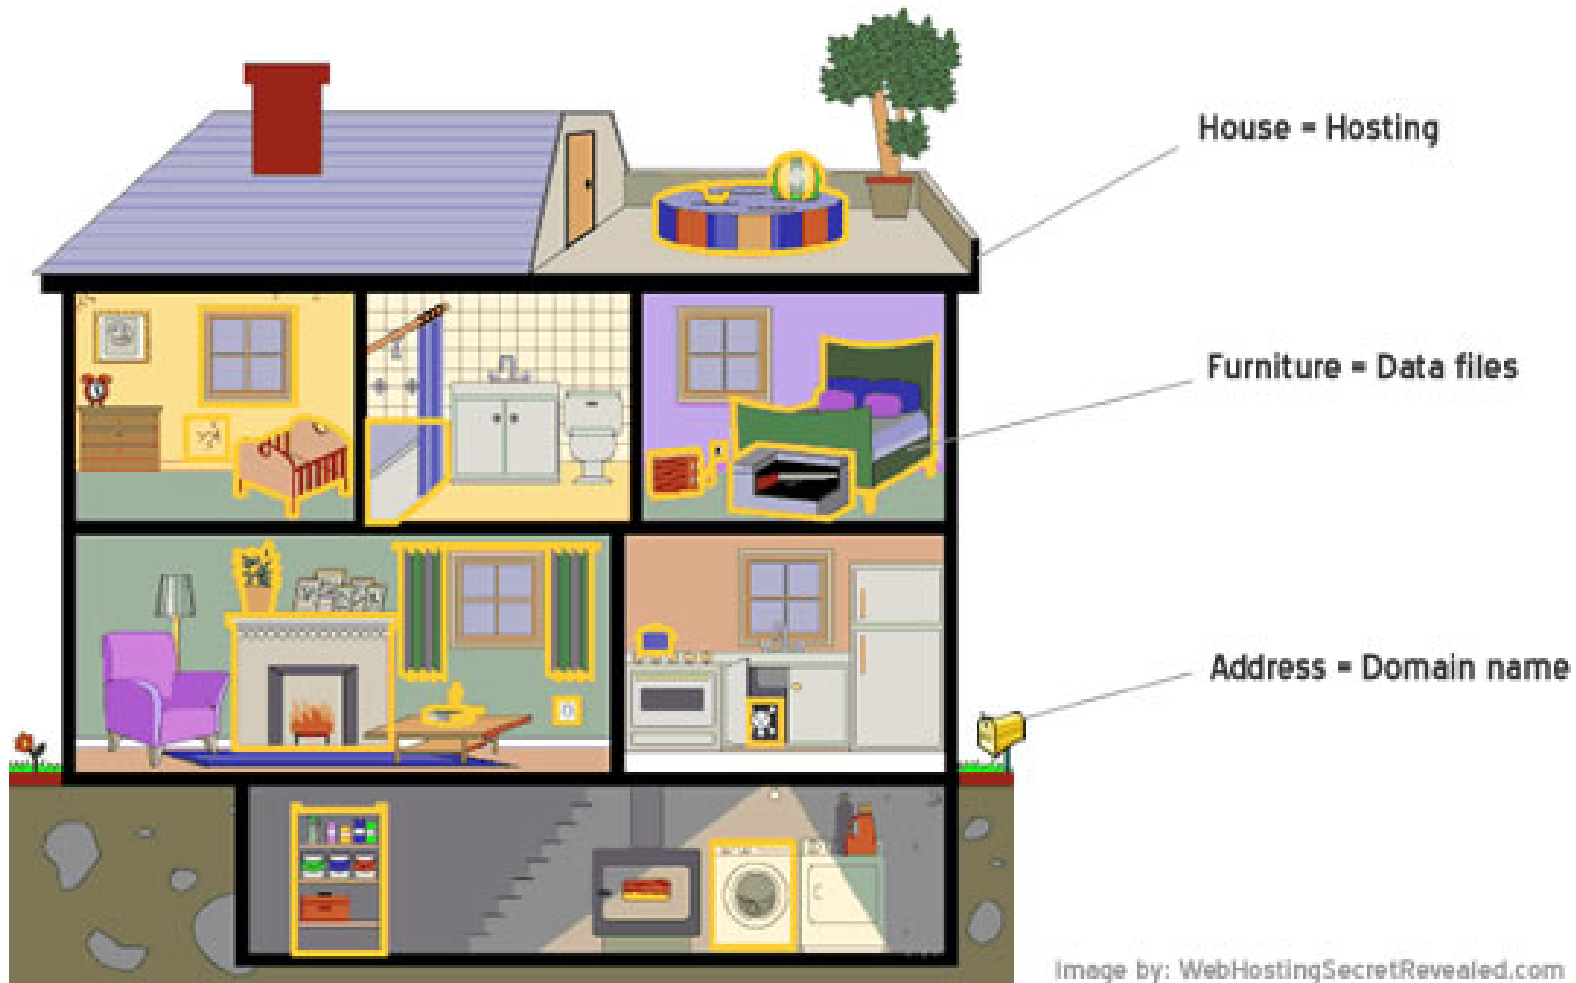 House = Hosting
Furniture = Data files
Address = Domain name
Image by: WebHostingSecretRevealed.com